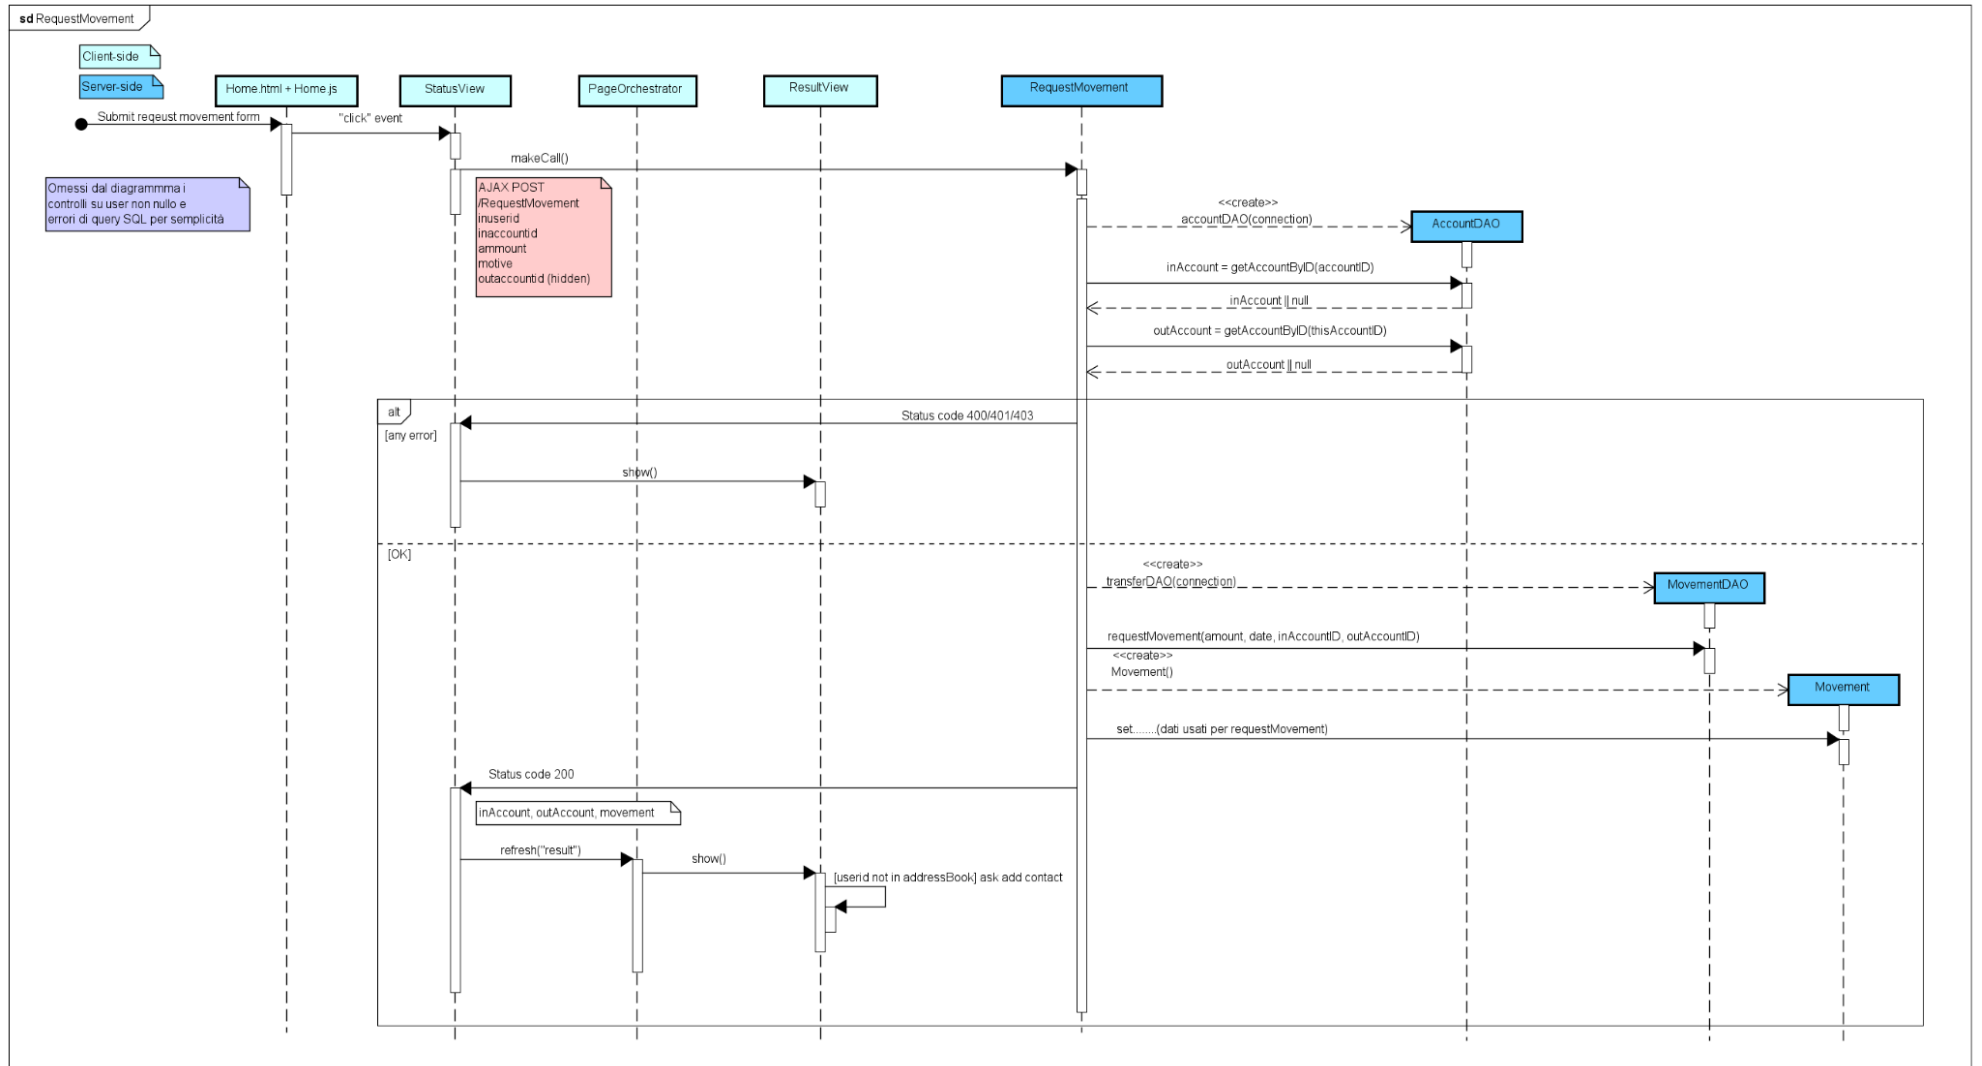 sd RequestMovement
Client-side
Server-side
Home.html + Home.js
StatusView
PageOrchestrator
ResultView
RequestMovement
Submit reqeust movement form
"click" event
makeCall()
Omessi dal diagrammma i
controlli su user non nullo e
errori di query SQL per semplicità
AJAX POST
/RequestMovement
inuserid
inaccountid
ammount
motive
outaccountid (hidden)
<<create>>
accountDAO(connection)
AccountDAO
inAccount = getAccountByID(accountID)
inAccount || null
outAccount = getAccountByID(thisAccountID)
outAccount || null
alt
[any error]
Status code 400/401/403
show()
[OK]
<<create>>
transferDAO(connection)
MovementDAO
requestMovement(amount, date, inAccountID, outAccountID)
<<create>>
Movement()
Movement
set........(dati usati per requestMovement)
Status code 200
inAccount, outAccount, movement
refresh("result")
show()
[userid not in addressBook] ask add contact